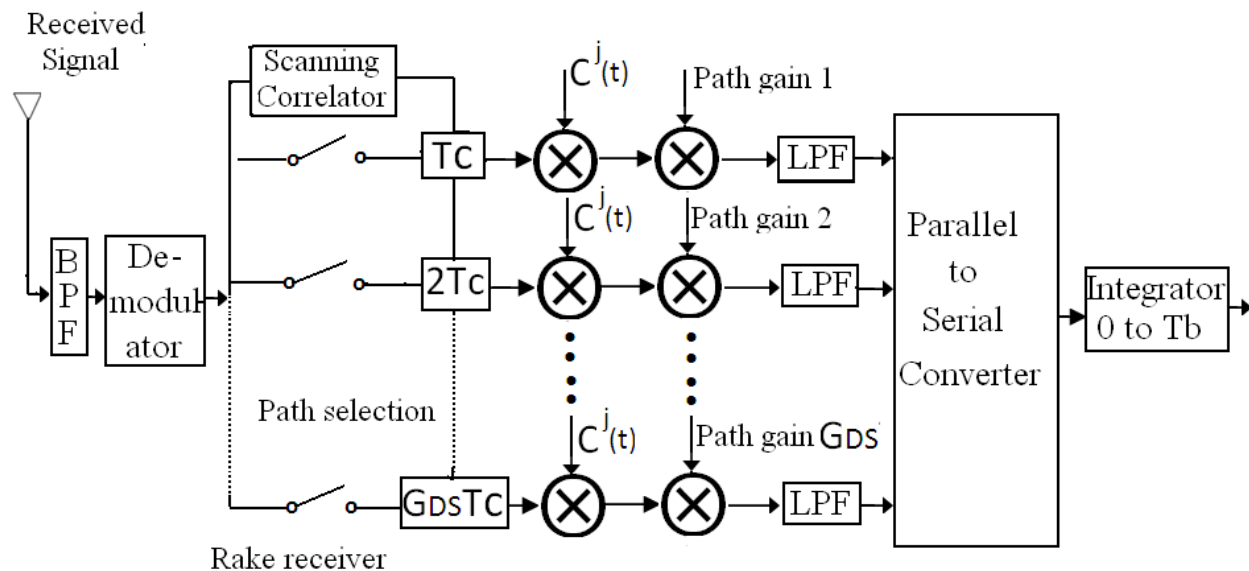 Received
Signal
Scanning
Correlator
C^j(t)
Path gain 1
Tc
LPF
C^j(t)
Path gain 2
B
P
F
De-
modul
ator
2Tc
LPF
Parallel
to
Serial
Converter
Integrator
0 to Tb
Path selection
C^j(t)
Path gain GDS
GDSTc
LPF
Rake receiver